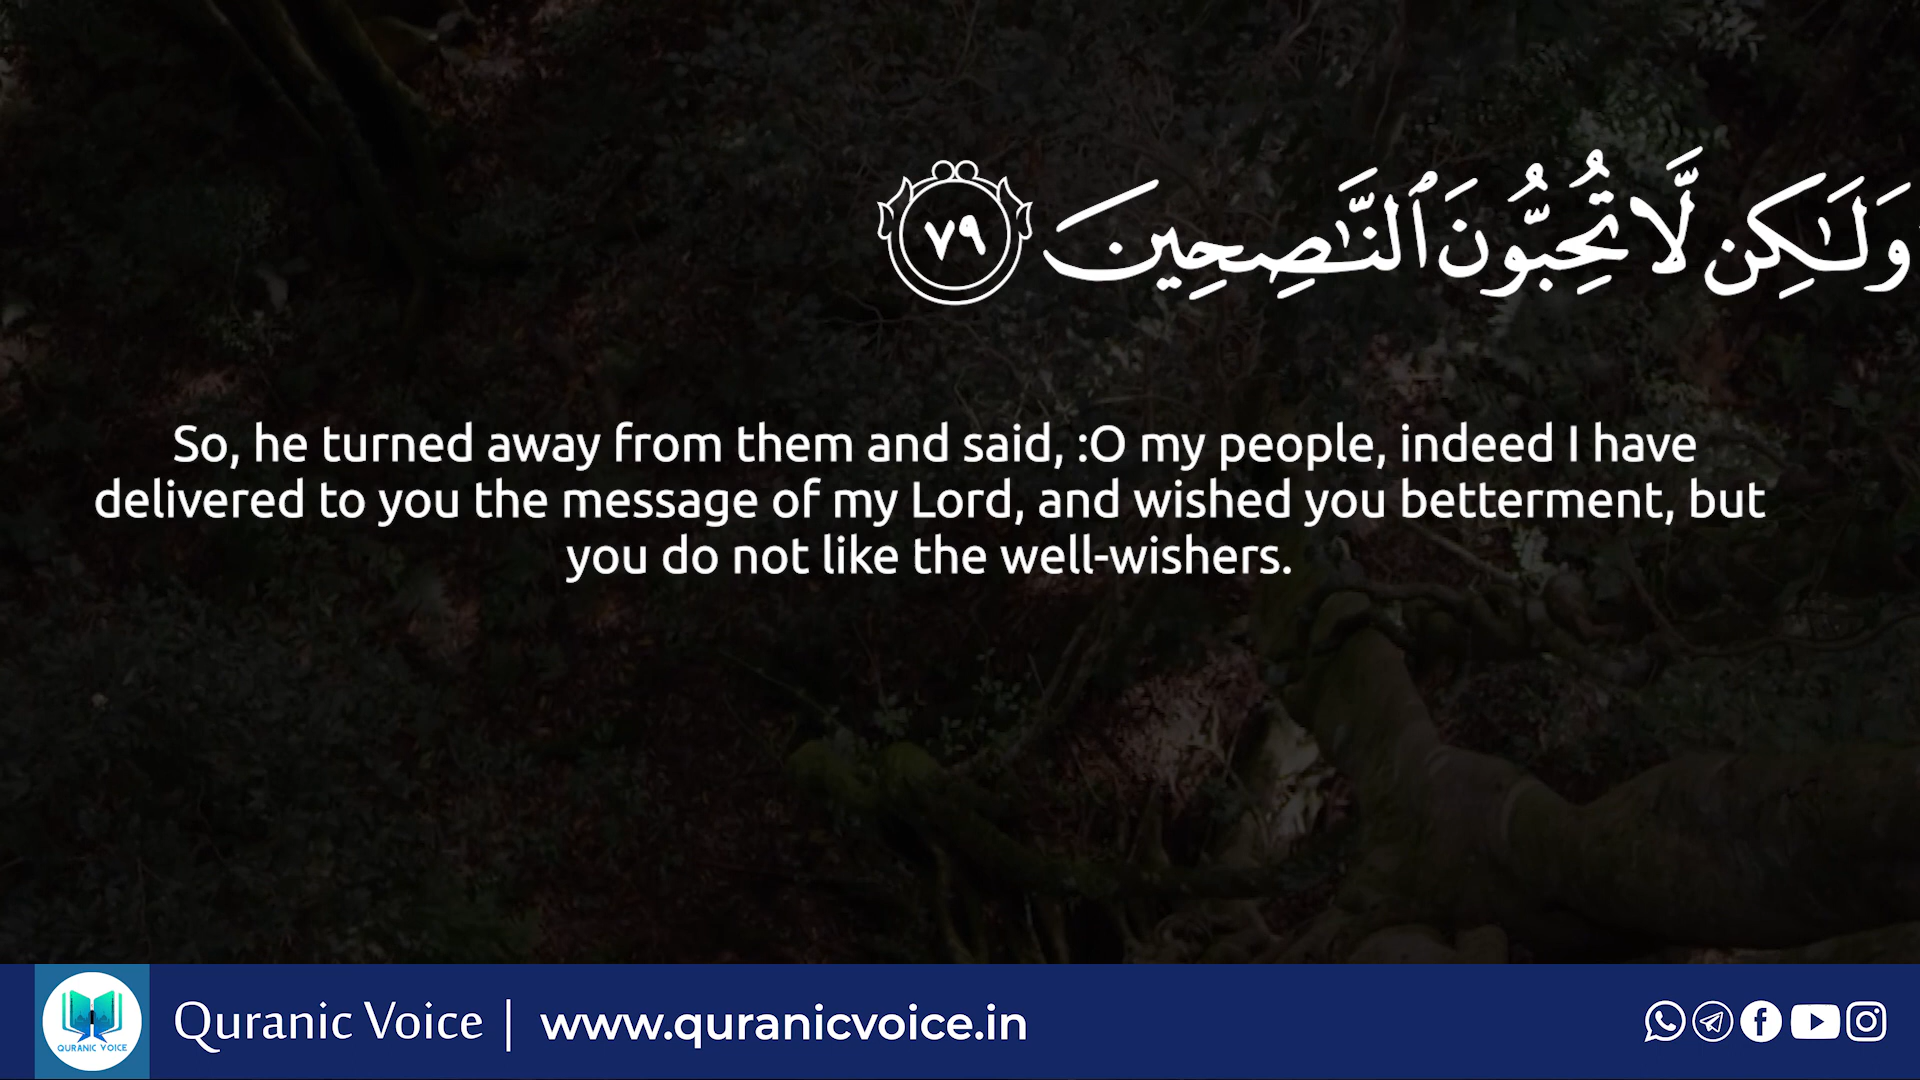 وَلَـٰكِن لَّا تُحِبُّونَ ٱلنَّـٰصِحِينَ ٧٩
So, he turned away from them and said, :O my people, indeed I have
delivered to you the message of my Lord, and wished you betterment, but
you do not like the well-wishers.
QURANIC VOICE
Quranic Voice | www.quranicvoice.in